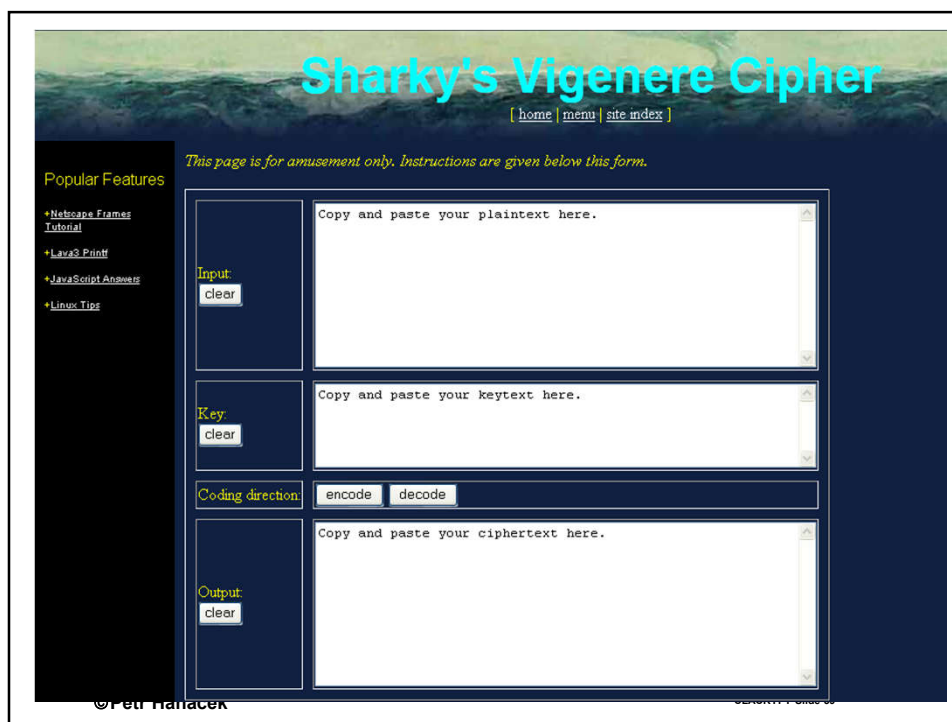 Sharky's Vigenere Cipher
[ home | menu | site index ]
This page is for amusement only. Instructions are given below this form.
Popular Features
+Netscape Frames
Tutorial
+Lava3 Printf
+JavaScript Answers
+Linux Tips
Input:
clear
Copy and paste your plaintext here.
Key:
clear
Copy and paste your keytext here.
Coding direction:
encode decode
Output:
clear
Copy and paste your ciphertext here.
©Petr Hanáček